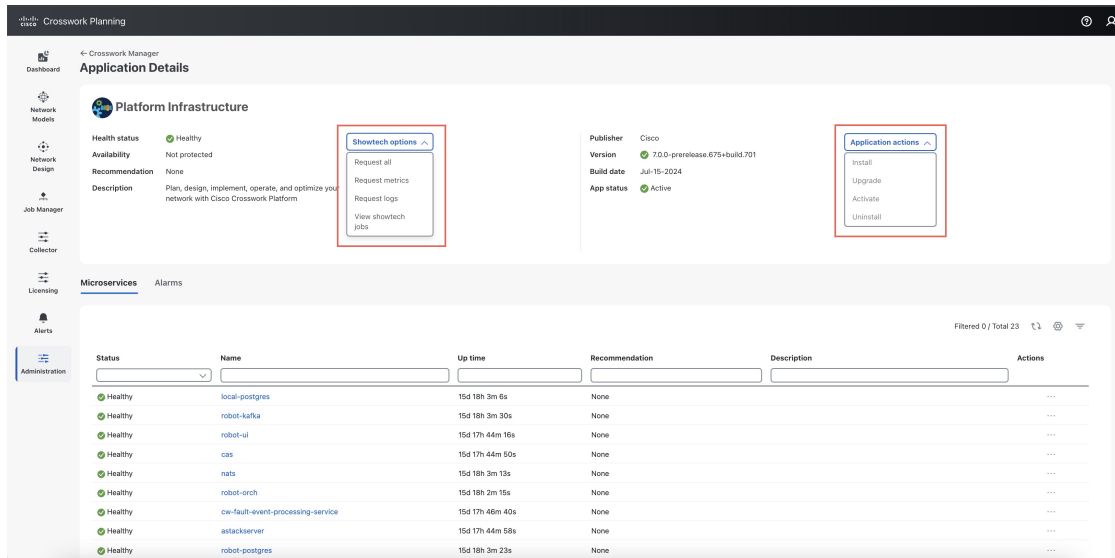 cisco Crosswork Planning
Dashboard
Network Models
Network Design
Job Manager
Collector
Licensing
Alerts
Administration
← Crosswork Manager
Application Details
Platform Infrastructure
Health status Healthy
Availability Not protected
Recommendation None
Description Plan, design, implement, operate, and optimize your
network with Cisco Crosswork Platform
Showtech options
Request all
Request metrics
Request logs
View showtech
jobs
Publisher Cisco
Version 7.0.0-prerelease.675+build.701
Build date Jul-15-2024
App status Active
Application actions
Install
Upgrade
Activate
Uninstall
Microservices Alarms
Filtered 0 / Total 23
Status Name Up time Recommendation Description Actions
Healthy local-postgres 15d 18h 3m 6s None ...
Healthy robot-kafka 15d 18h 3m 30s None ...
Healthy robot-ui 15d 17h 44m 16s None ...
Healthy cas 15d 17h 44m 50s None ...
Healthy nats 15d 18h 3m 13s None ...
Healthy robot-orch 15d 18h 2m 15s None ...
Healthy cw-fault-event-processing-service 15d 17h 46m 40s None ...
Healthy astackserver 15d 17h 44m 58s None ...
Healthy robot-postgres 15d 18h 3m 23s None ...